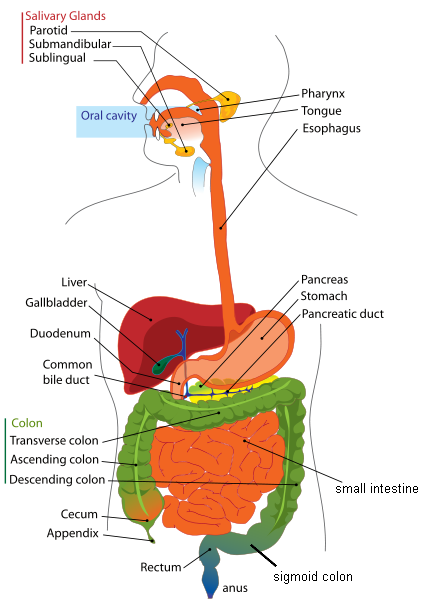 Salivary Glands
Parotid
Submandibular
Sublingual
Oral cavity
Pharynx
Tongue
Esophagus
Liver
Gallbladder
Duodenum
Common
bile duct
Pancreas
Stomach
Pancreatic duct
Colon
Transverse colon
Ascending colon
Descending colon
Cecum
Appendix
small intestine
Rectum
sigmoid colon
anus